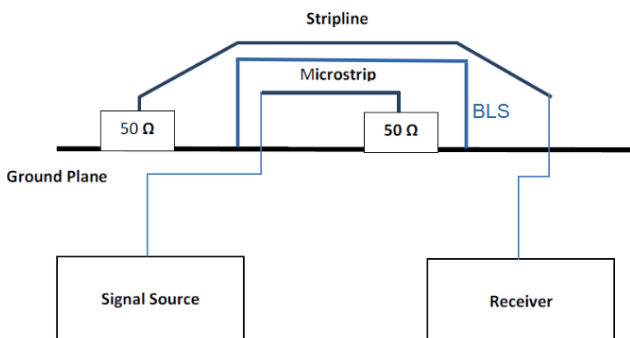 Stripline
Microstrip
BLS
50 Ω
50 Ω
Ground Plane
Signal Source
Receiver